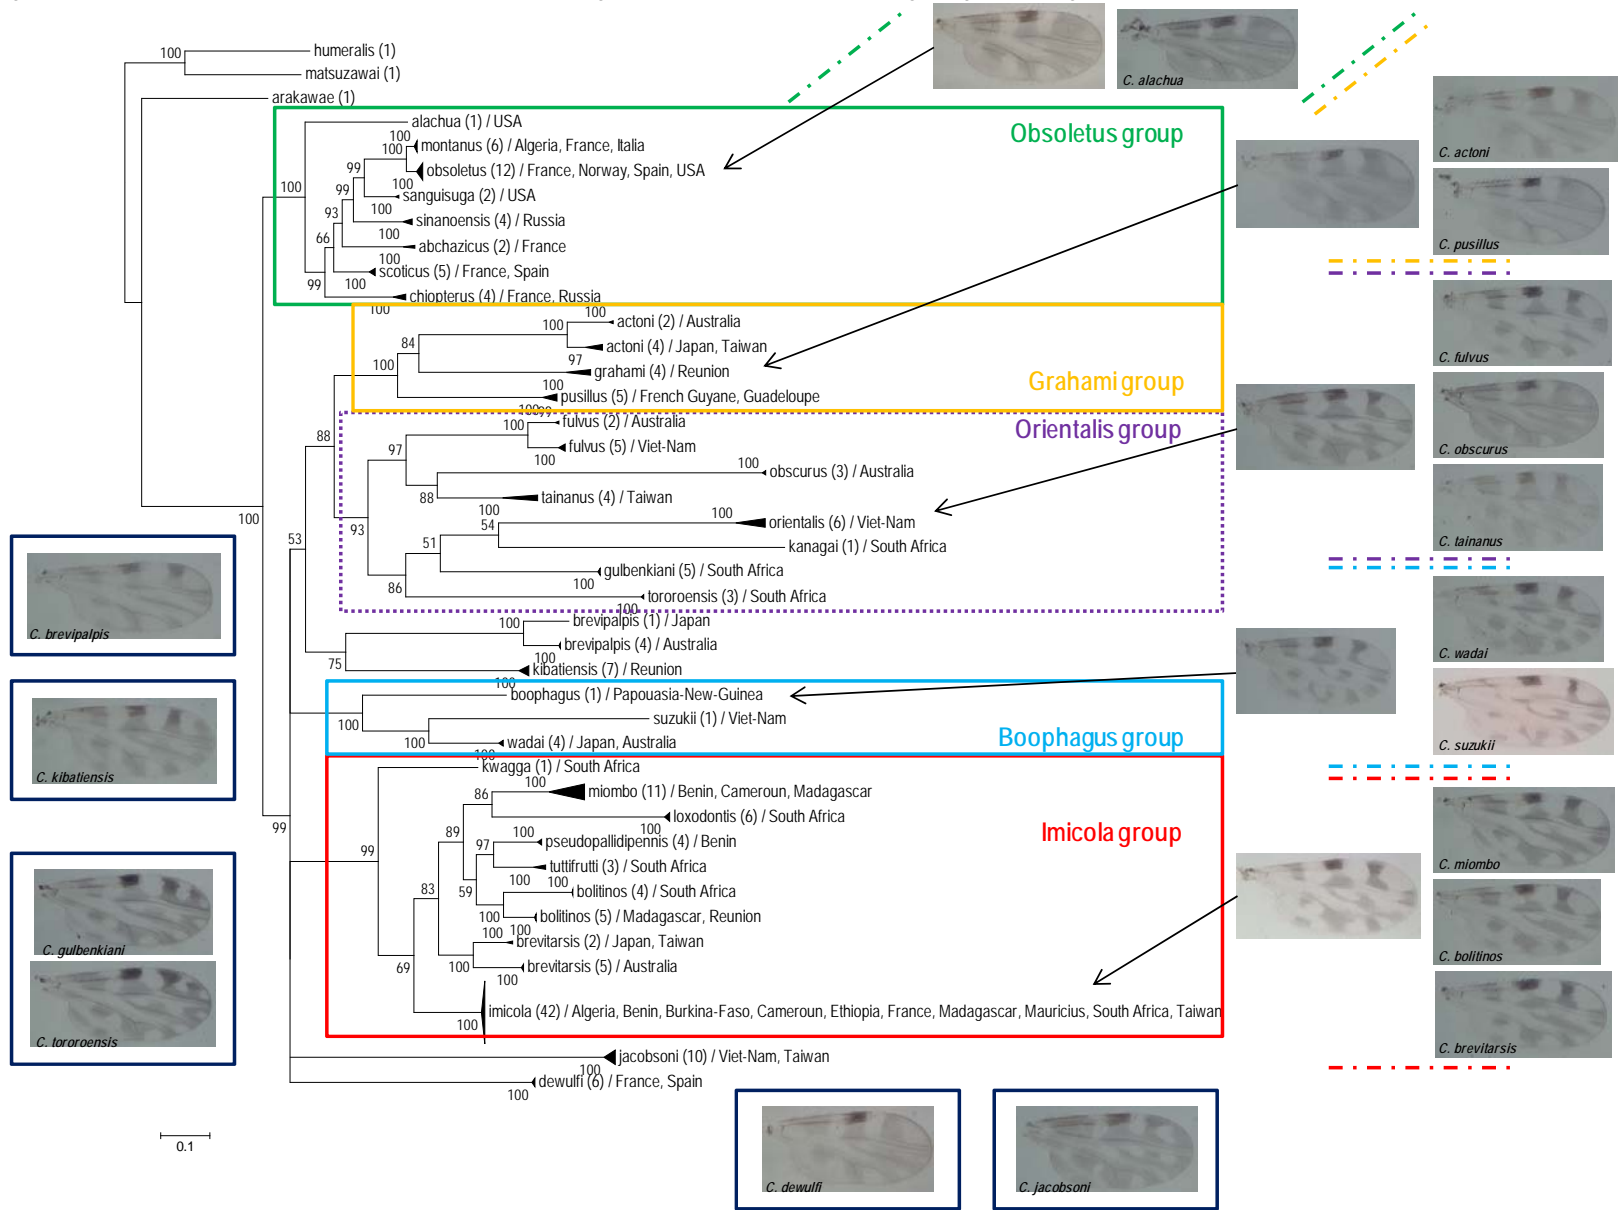 C. alachua
100
humeralis (1)
matsuzawai (1)
arakawae (1)
Obsoletus group
alachua (1) / USA
100
montanus (6) / Algeria, France, Italia
100
obsoletus (12) / France, Norway, Spain, USA
99
100
sanguisuga (2) / USA
99
100
sinanoensis (4) / Russia
93
100
abchazicus (2) / France
66
100
scoticus (5) / France, Spain
100
99
chiopterus (4) / France, Russia
100
100
C. actoni
C. pusillus
Grahami group
100
actoni (2) / Australia
100
actoni (4) / Japan, Taiwan
84
97
grahami (4) / Reunion
100
100
pusillus (5) / French Guyane, Guadeloupe
88
Orientalis group
100
99
fulvus (2) / Australia
100
fulvus (5) / Viet-Nam
97
100
100
obscurus (3) / Australia
88
tainanus (4) / Taiwan
100
93
54
100
orientalis (6) / Viet-Nam
kanagai (1) / South Africa
51
gulbenkiani (5) / South Africa
100
86
tororoensis (3) / South Africa
100
C. fulvus
C. obscurus
C. tainanus
100
53
brevipalpis (1) / Japan
100
brevipalpis (4) / Australia
100
75
kibatiensis (7) / Reunion
100
Boophagus group
boophagus (1) / Papouasia-New-Guinea
100
suzukii (1) / Viet-Nam
100
wadai (4) / Japan, Australia
100
C. wadai
C. suzukii
99
Imicola group
kwagga (1) / South Africa
100
miombo (11) / Benin, Cameroun, Madagascar
86
loxodontis (6) / South Africa
100
89
100
pseudopallidipennis (4) / Benin
97
tuttifrutti (3) / South Africa
100
99
83
59
100
bolitinos (4) / South Africa
100
bolitinos (5) / Madagascar, Reunion
100
100
brevitarsis (2) / Japan, Taiwan
100
brevitarsis (5) / Australia
100
69
imicola (42) / Algeria, Benin, Burkina-Faso, Cameroun, Ethiopia, France, Madagascar, Mauricius, South Africa, Taiwan
100
C. miombo
C. bolitinos
C. brevitarsis
jacobsoni (10) / Viet-Nam, Taiwan
100
dewulfi (6) / France, Spain
100
C. brevipalpis
C. kibatiensis
C. gulbenkiani
C. tororoensis
0.1
C. dewulfi
C. jacobsoni